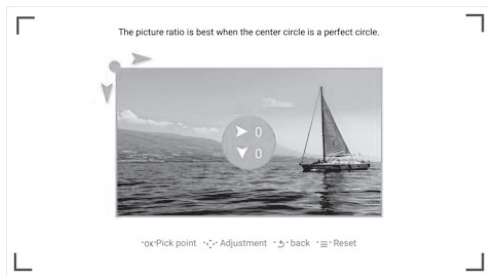 The picture ratio is best when the center circle is a perfect circle.
0
0
OK Pick point Adjustment back Reset